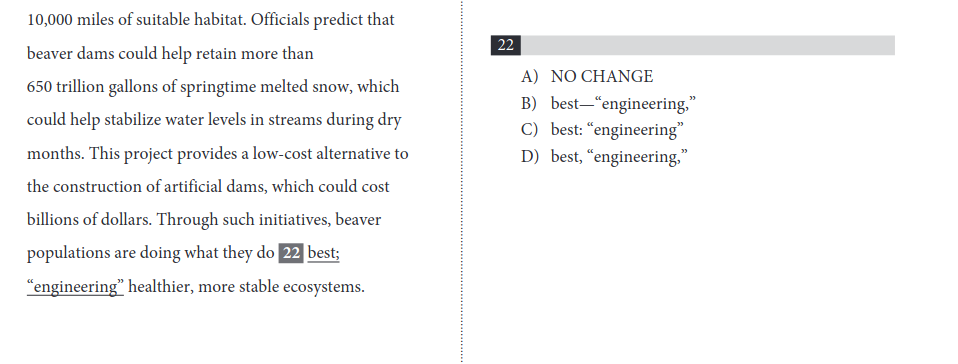 10,000 miles of suitable habitat. Officials predict that
beaver dams could help retain more than
650 trillion gallons of springtime melted snow, which
could help stabilize water levels in streams during dry
months. This project provides a low-cost alternative to
the construction of artificial dams, which could cost
billions of dollars. Through such initiatives, beaver
populations are doing what they do 22 best;
“engineering” healthier, more stable ecosystems.
22
A) NO CHANGE
B) best—“engineering,”
C) best: “engineering”
D) best, “engineering,”